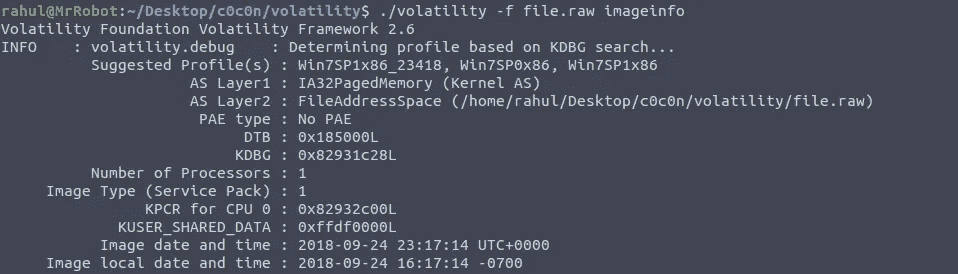 rahul@MrRobot:~/Desktop/c0c0n/volatility$ ./volatility -f file.raw imageinfo
Volatility Foundation Volatility Framework 2.6
INFO    : volatility.debug    : Determining profile based on KDBG search...
          Suggested Profile(s) : Win7SP1x86_23418, Win7SP0x86, Win7SP1x86
                     AS Layer1 : IA32PagedMemory (Kernel AS)
                     AS Layer2 : FileAddressSpace (/home/rahul/Desktop/c0c0n/volatility/file.raw)
                      PAE type : No PAE
                           DTB : 0x185000L
                          KDBG : 0x82931c28L
          Number of Processors : 1
     Image Type (Service Pack) : 1
                KPCR for CPU 0 : 0x82932c00L
             KUSER_SHARED_DATA : 0xffdf0000L
           Image date and time : 2018-09-24 23:17:14 UTC+0000
     Image local date and time : 2018-09-24 16:17:14 -0700